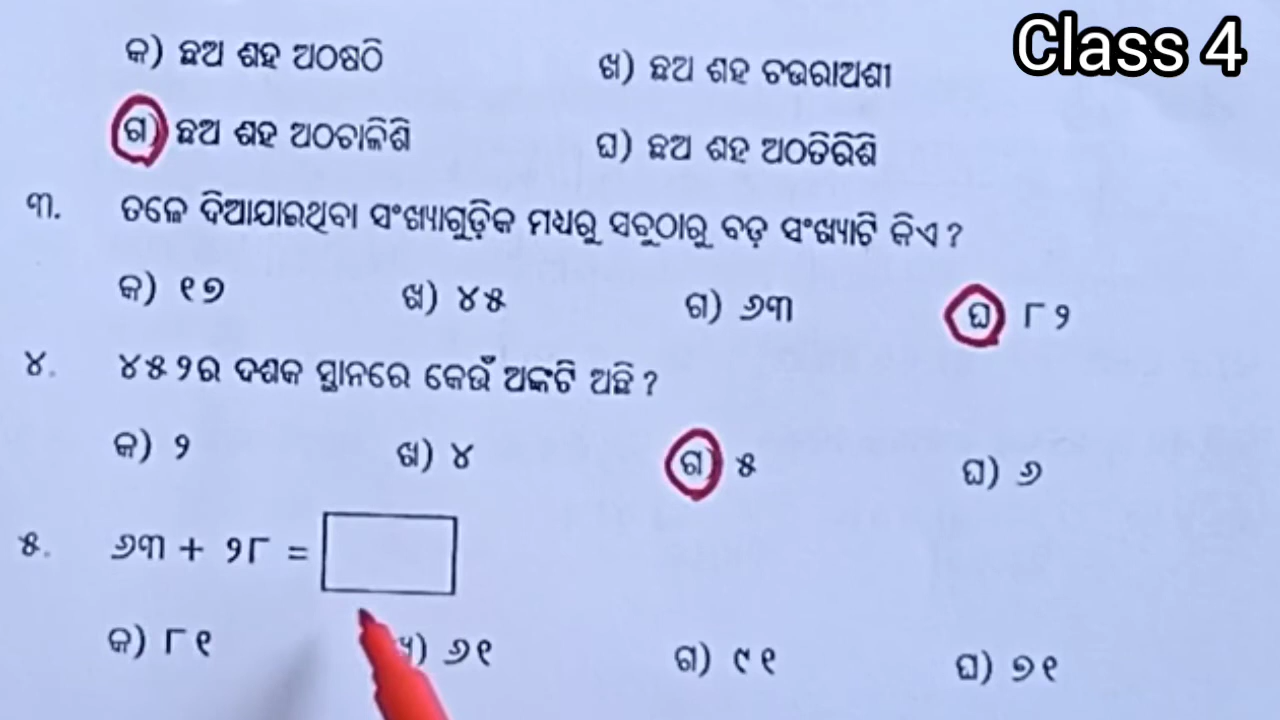 Class 4
କ) ଛଅ ଶହ ଅଠଷଠି ଖ) ଛଅ ଶହ ଚଉରାଅଶୀ
ଗ) ଛଅ ଶହ ଅଠଚାଳିଶି ଘ) ଛଅ ଶହ ଅଠତିରିଶି
୩. ତଳେ ଦିଆଯାଇଥିବା ସଂଖ୍ୟାଗୁଡ଼ିକ ମଧ୍ୟରୁ ସବୁଠାରୁ ବଡ଼ ସଂଖ୍ୟାଟି କିଏ ?
କ) ୧୭ ଖ) ୪୫ ଗ) ୬୩ ଘ) ୮୨
୪. ୪୫୨ର ଦଶକ ସ୍ଥାନରେ କେଉଁ ଅଙ୍କଟି ଅଛି ?
କ) ୨ ଖ) ୪ ଗ) ୫ ଘ) ୬
୫. ୬୩ + ୨୮ =
କ) ୮୧ ଖ) ୬୧ ଗ) ୯୧ ଘ) ୭୧